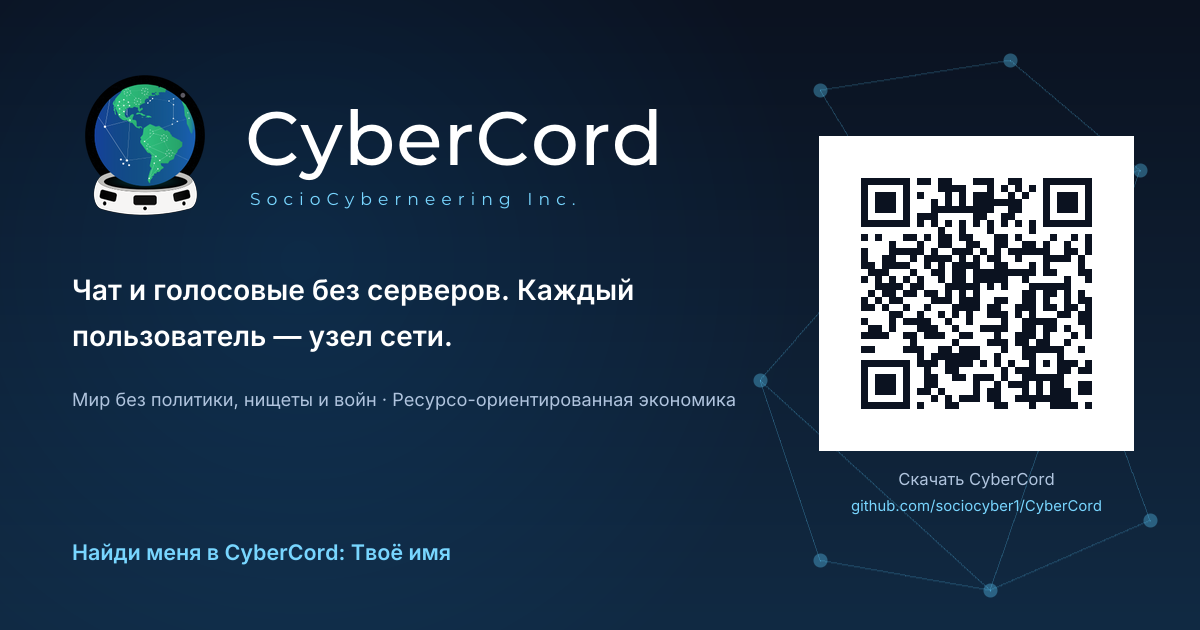 CyberCord
SocioCyberneering Inc.
Чат и голосовые без серверов. Каждый
пользователь — узел сети.
Мир без политики, нищеты и войн · Ресурсо-ориентированная экономика
Скачать CyberCord
github.com/sociocyber1/CyberCord
Найди меня в CyberCord: Твоё имя